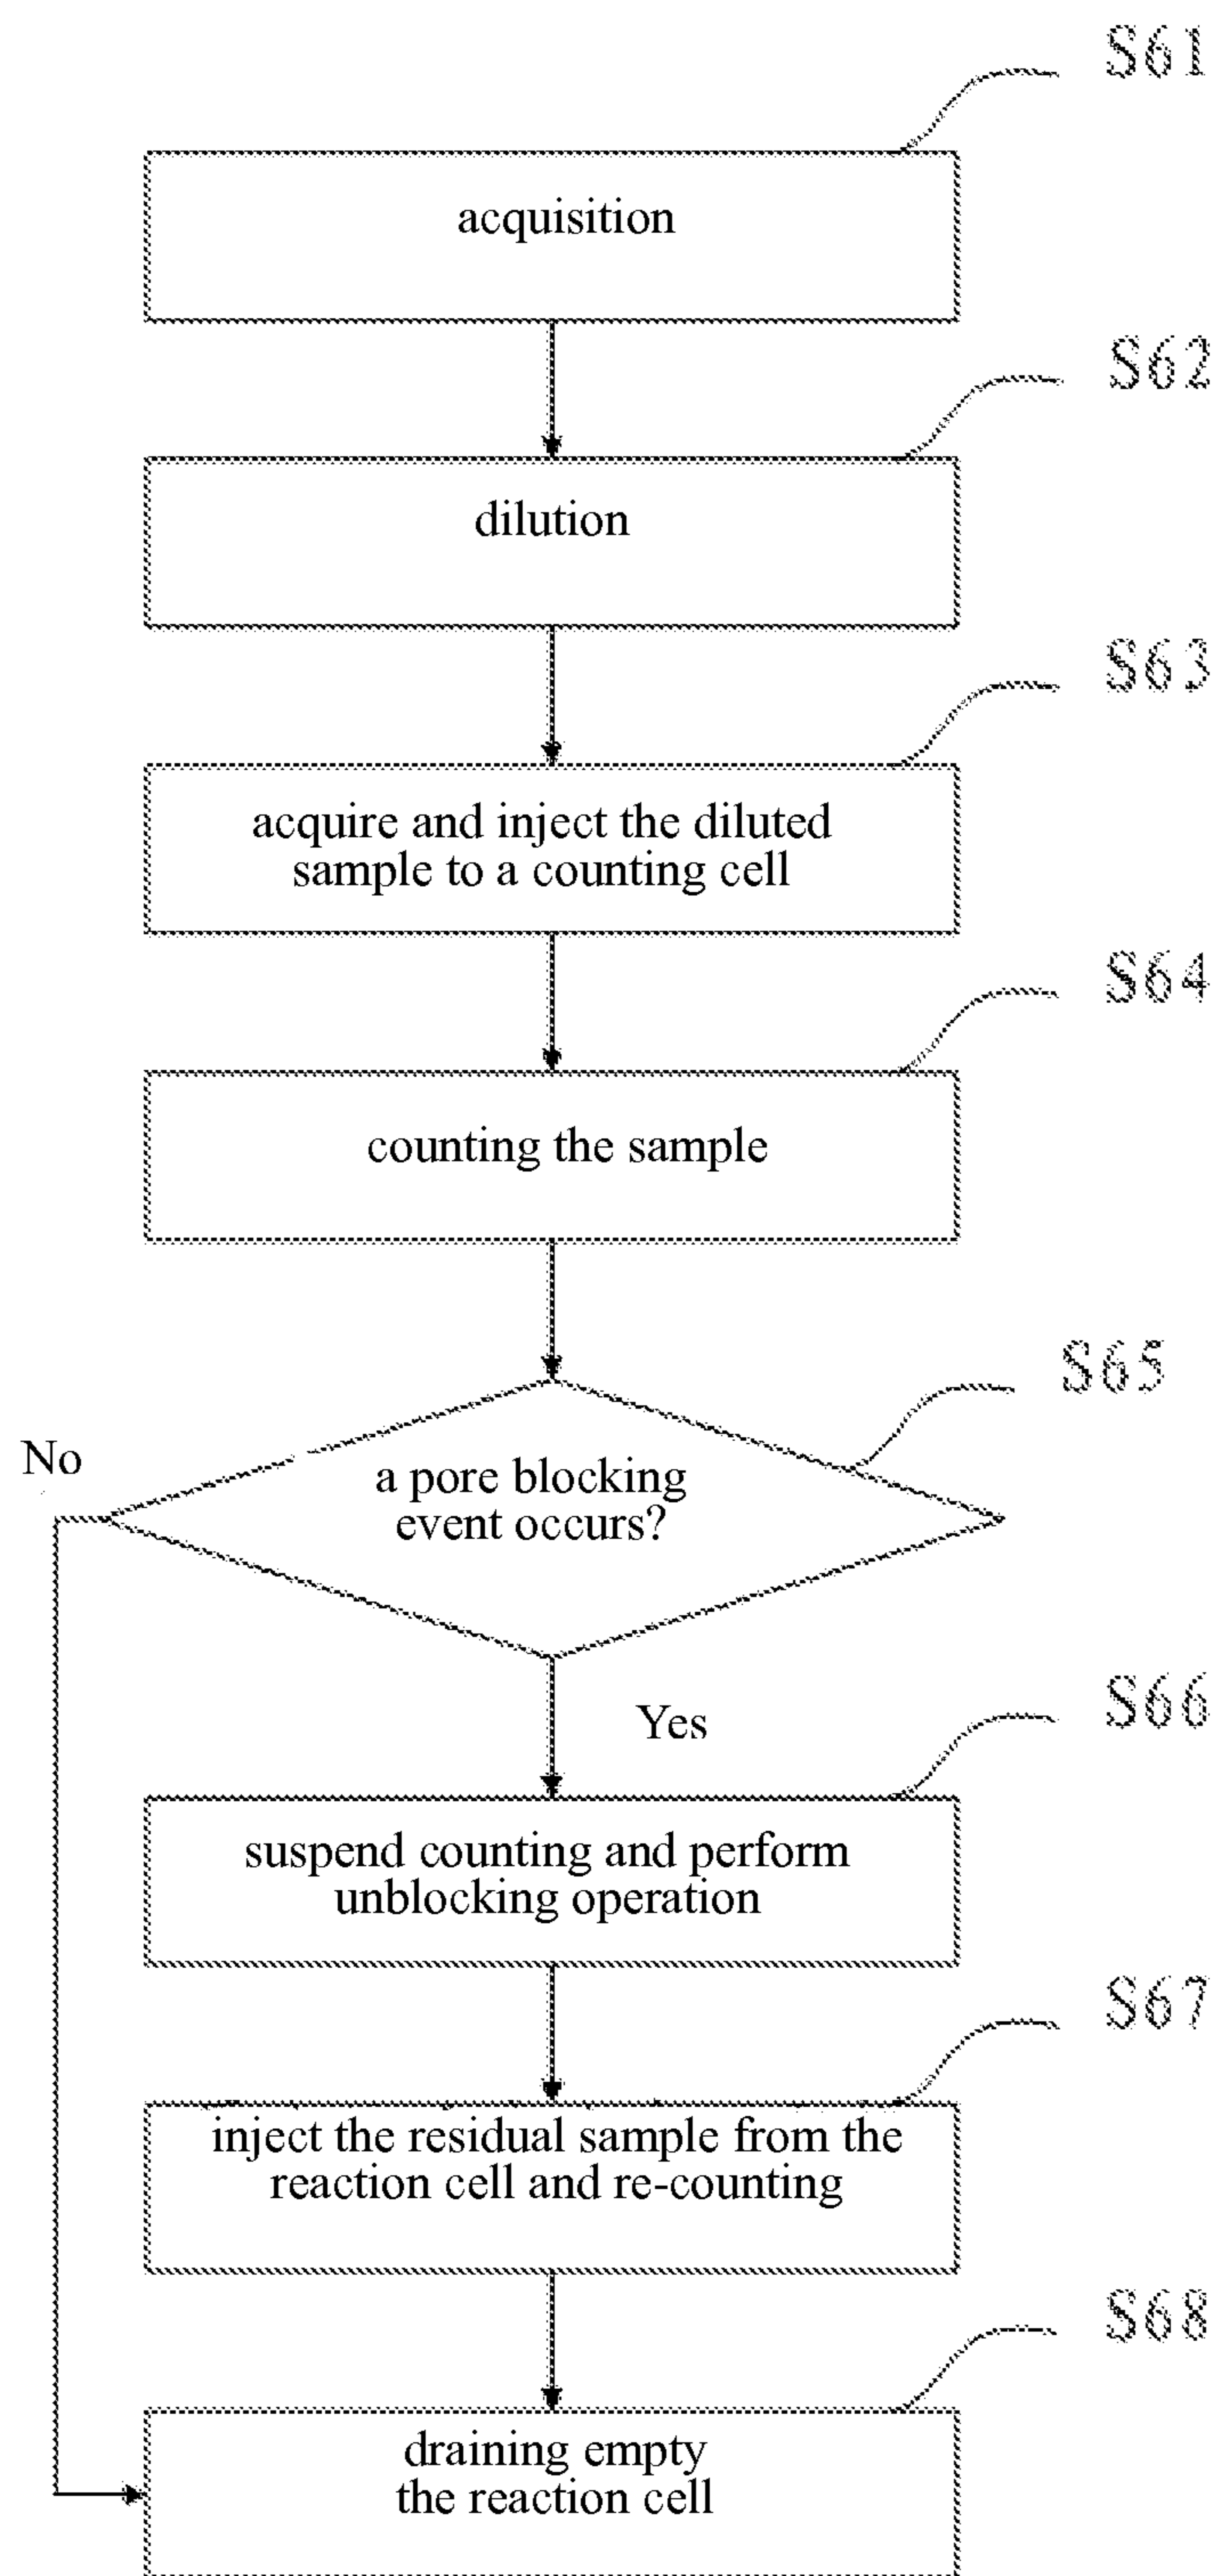 S61
acquisition
S62
dilution
S63
acquire and inject the diluted
sample to a counting cell
S64
counting the sample
S65
No
a pore blocking
event occurs?
Yes
S66
suspend counting and perform
unblocking operation
S67
inject the residual sample from the
reaction cell and re-counting
S68
draining empty
the reaction cell